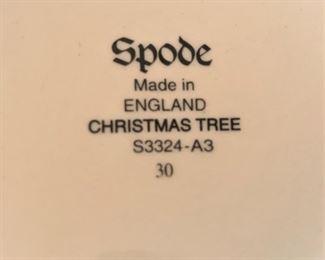 Spode
Made in
ENGLAND
CHRISTMAS TREE
S3324-A3
30